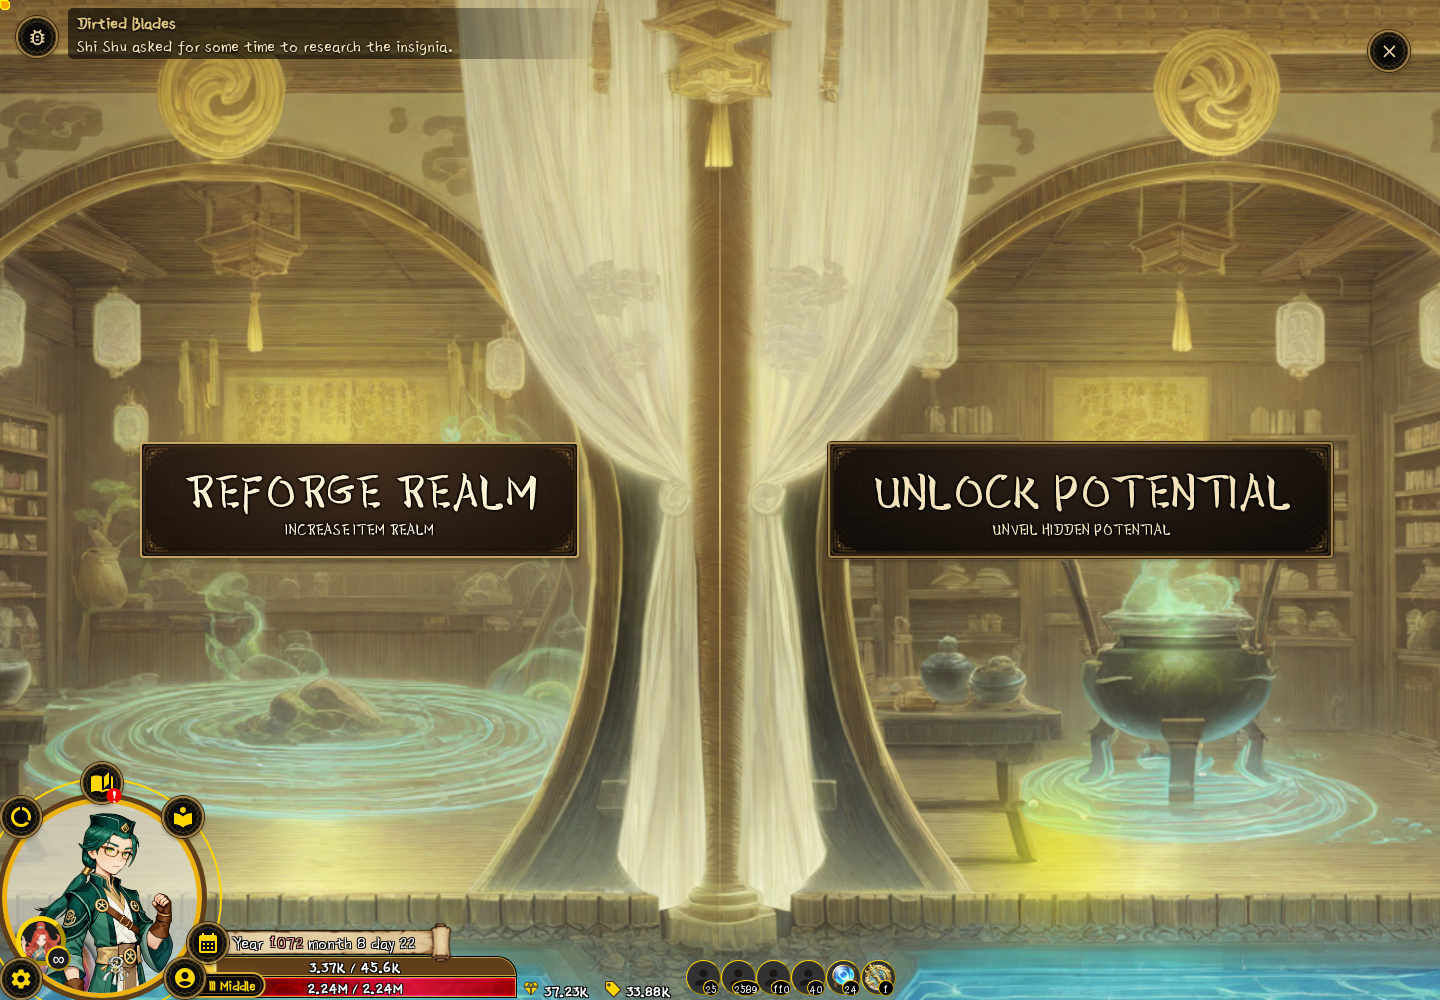 Dirtied Blades
Shi Shu asked for some time to research the insignia.
REFORGE REALM
INCREASE ITEM REALM
UNLOCK POTENTIAL
UNVEIL HIDDEN POTENTIAL
Year 1072 month 8 day 22
3.37K / 45.6K
III Middle
2.24M / 2.24M
37.23k
33.88k
25
2589
110
40
24
1
∞